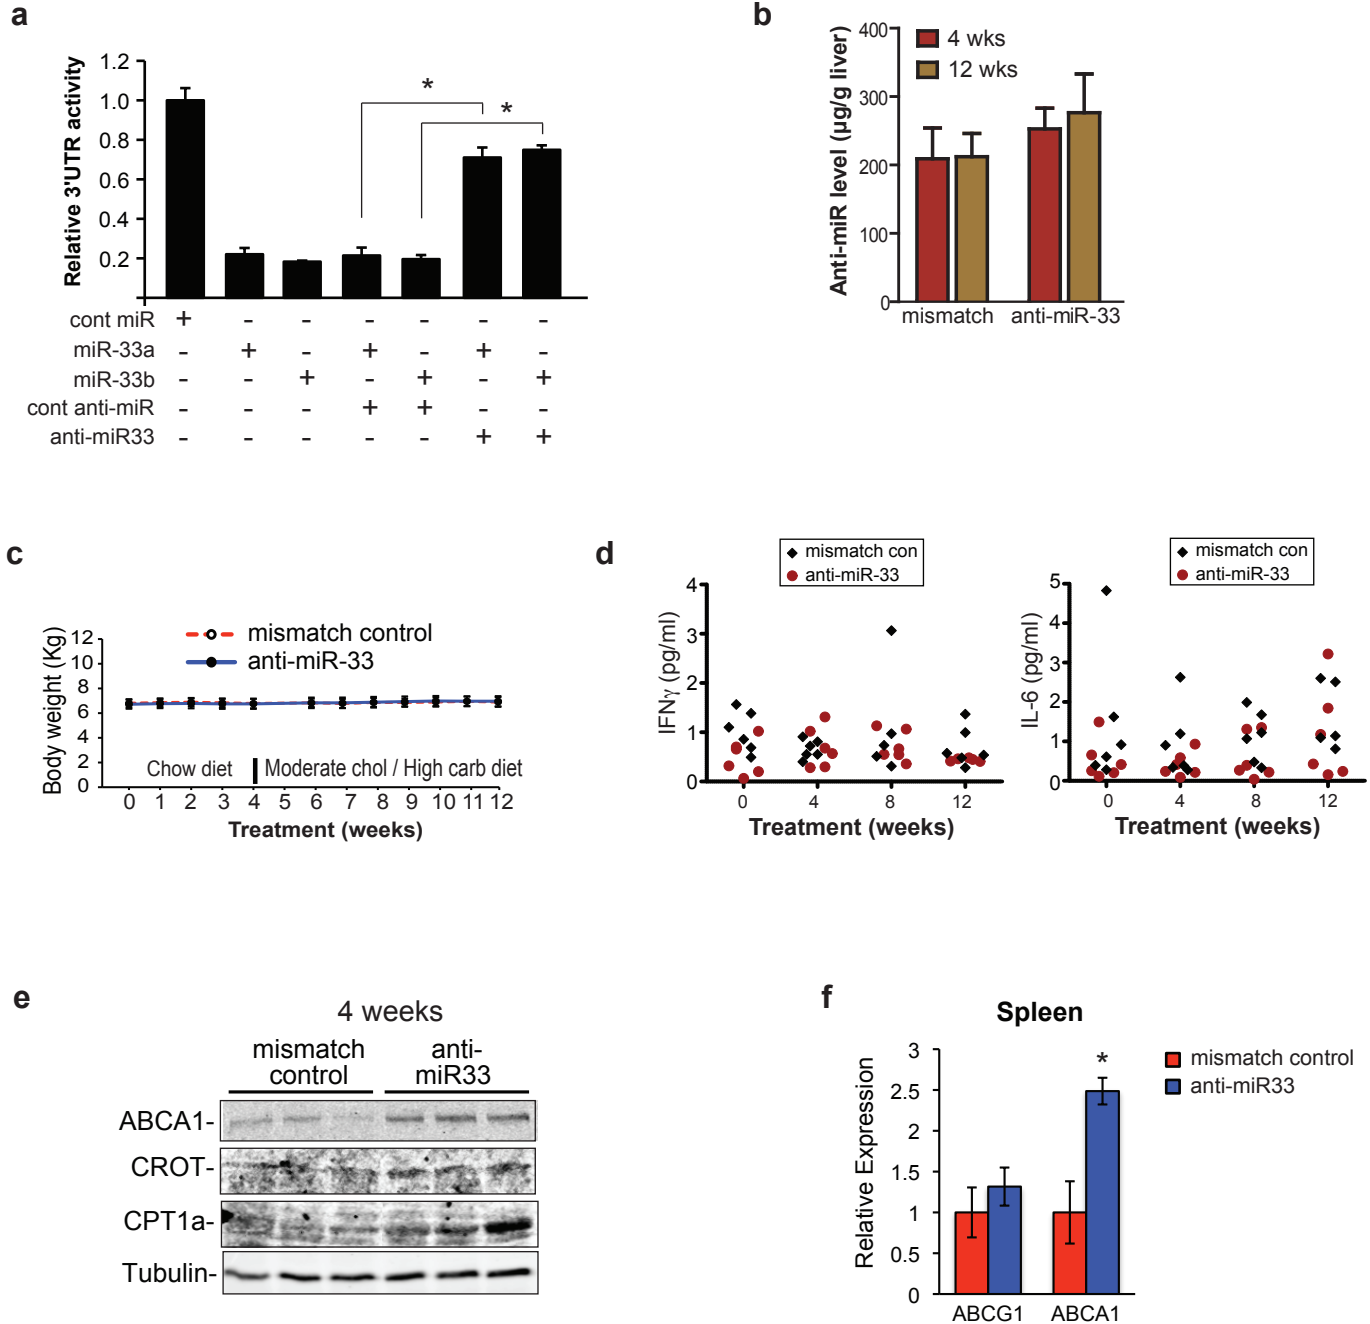 a
Relative 3'UTR activity
1.2
1.0
0.8
0.6
0.4
0.2
*
*
cont miR + - - - - - -
miR-33a - + - + - + -
miR-33b - - + - + - +
cont anti-miR - - - + + - -
anti-miR33 - - - - - + +
b
Anti-miR level (µg/g liver)
400
300
200
100
0
4 wks
12 wks
mismatch anti-miR-33
c
mismatch control
anti-miR-33
Body weight (Kg)
12
10
8
6
4
2
0
Chow diet Moderate chol / High carb diet
0 1 2 3 4 5 6 7 8 9 10 11 12
Treatment (weeks)
d
mismatch con
anti-miR-33
IFNγ (pg/ml)
4
3
2
1
0
0 4 8 12
Treatment (weeks)
mismatch con
anti-miR-33
IL-6 (pg/ml)
5
4
3
2
1
0
0 4 8 12
Treatment (weeks)
e
4 weeks
mismatch control
anti-miR33
ABCA1-
CROT-
CPT1a-
Tubulin-
f
Spleen
Relative Expression
3
2.5
2
1.5
1
0.5
0
*
mismatch control
anti-miR33
ABCG1 ABCA1